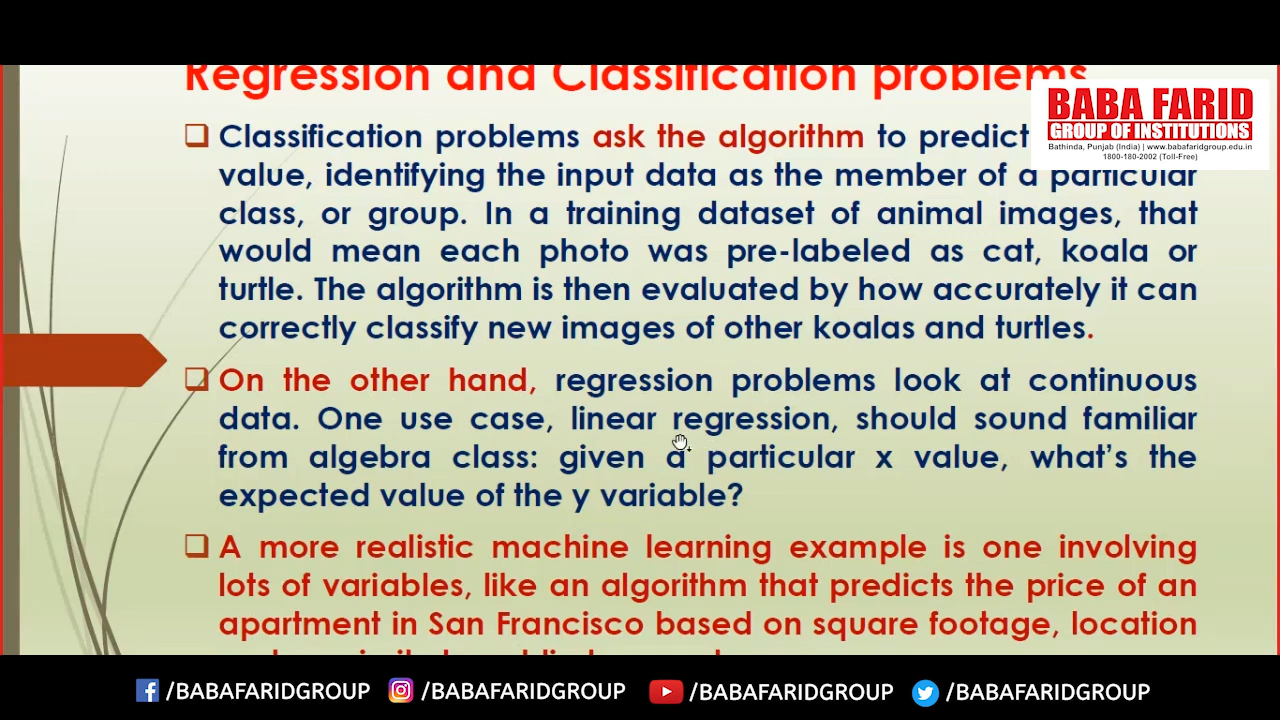 Regression and Classification problems
Classification problems ask the algorithm to predict
value, identifying the input data as the member of a particular
class, or group. In a training dataset of animal images, that
would mean each photo was pre-labeled as cat, koala or
turtle. The algorithm is then evaluated by how accurately it can
correctly classify new images of other koalas and turtles.
On the other hand, regression problems look at continuous
data. One use case, linear regression, should sound familiar
from algebra class: given a particular x value, what's the
expected value of the y variable?
A more realistic machine learning example is one involving
lots of variables, like an algorithm that predicts the price of an
apartment in San Francisco based on square footage, location
BABA FARID
GROUP OF INSTITUTIONS
Bathinda, Punjab (India) | www.babafaridgroup.edu.in
1800-180-2002 (Toll-Free)
/BABAFARIDGROUP /BABAFARIDGROUP /BABAFARIDGROUP /BABAFARIDGROUP